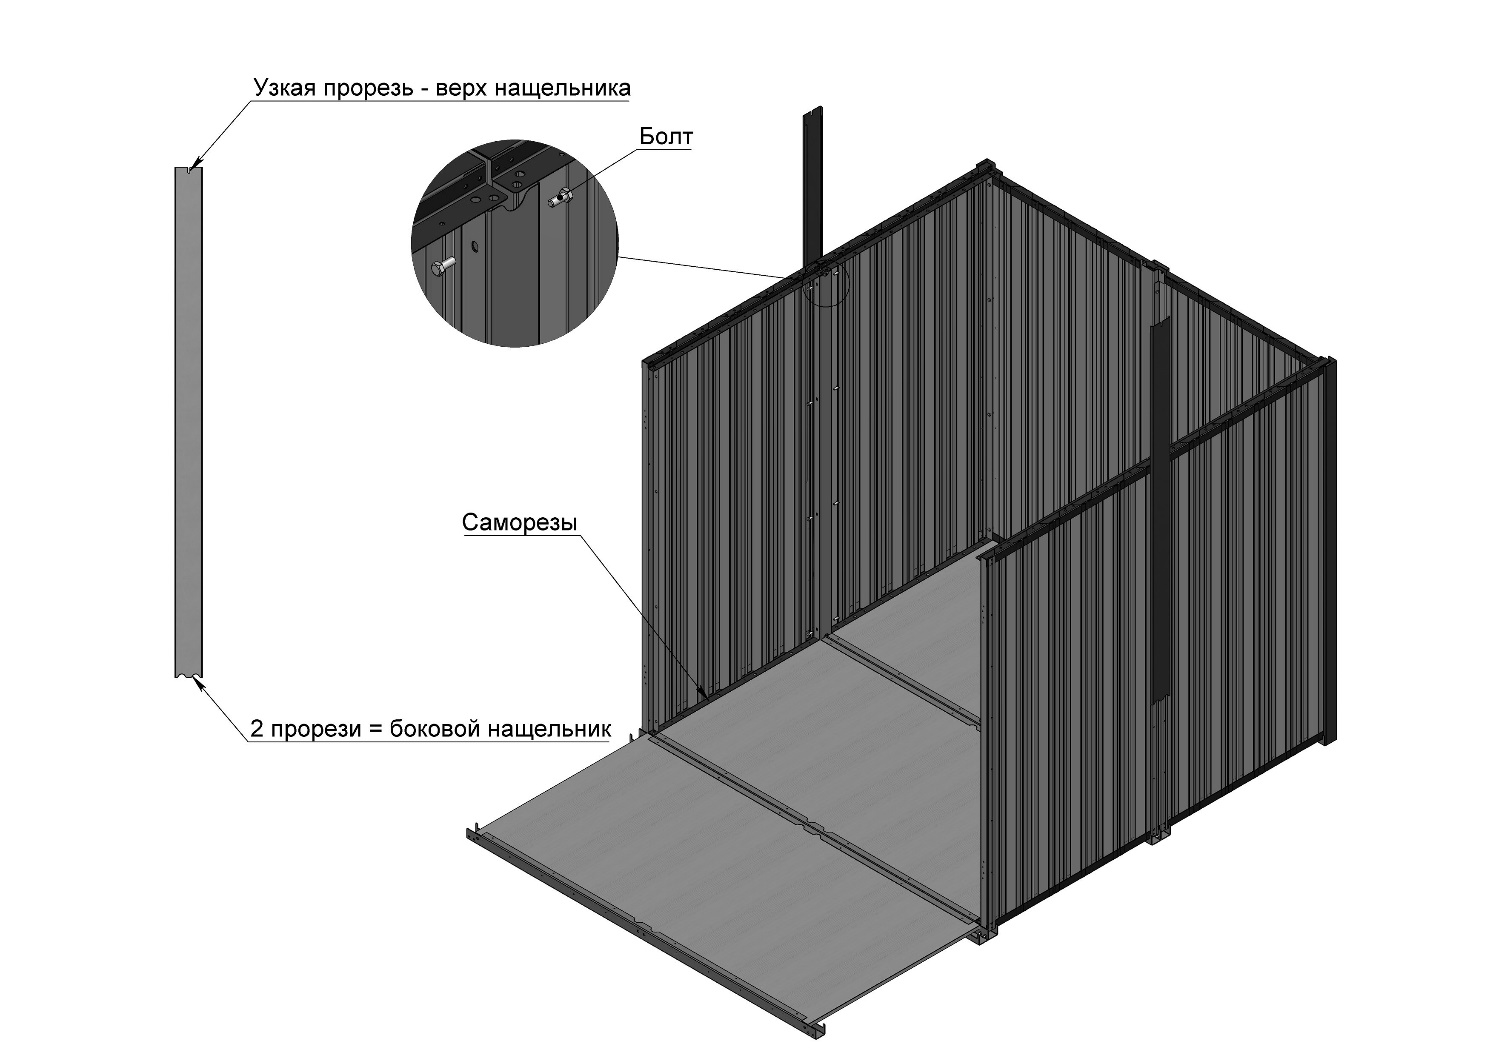 Узкая прорезь - верх нащельника
Болт
Саморезы
2 прорези = боковой нащельник